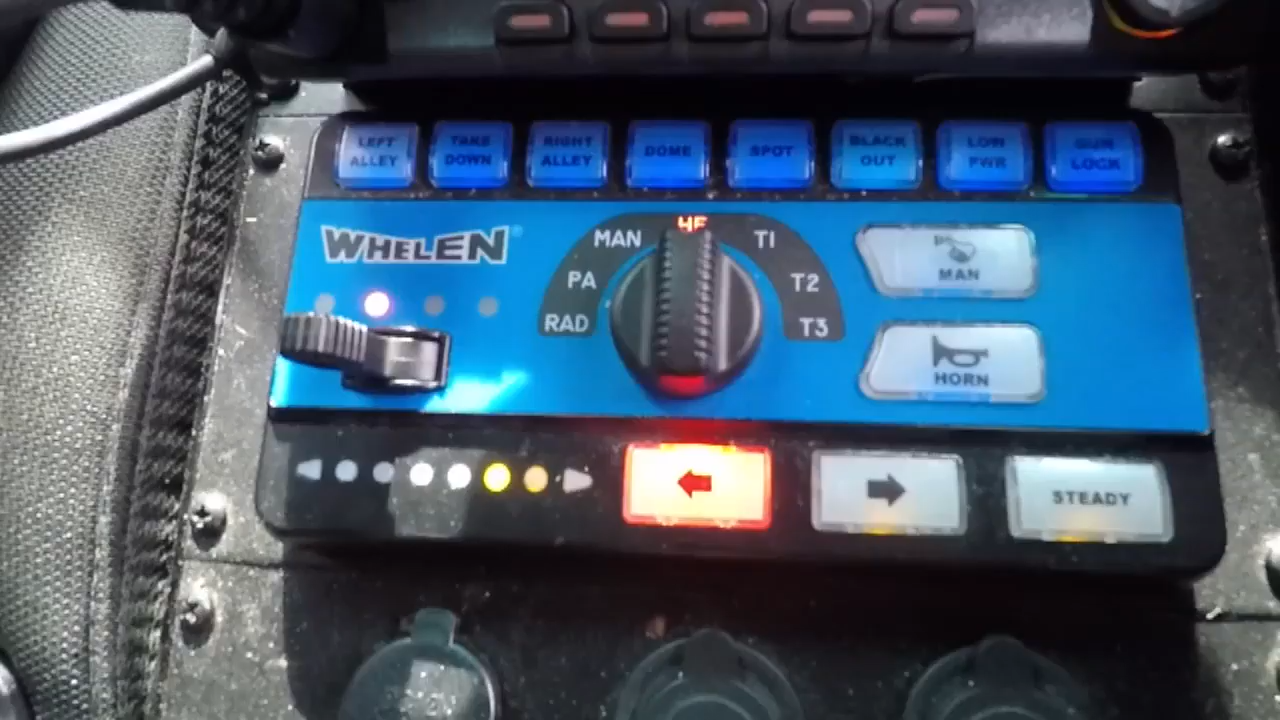 LEFT
ALLEY
TAKE
DOWN
RIGHT
ALLEY
DOME
SPOT
BLACK
OUT
LOW
PWR
GUN
LOCK
WHELEN®
RAD
PA
MAN
HF
T1
T2
T3
MAN
HORN
STEADY